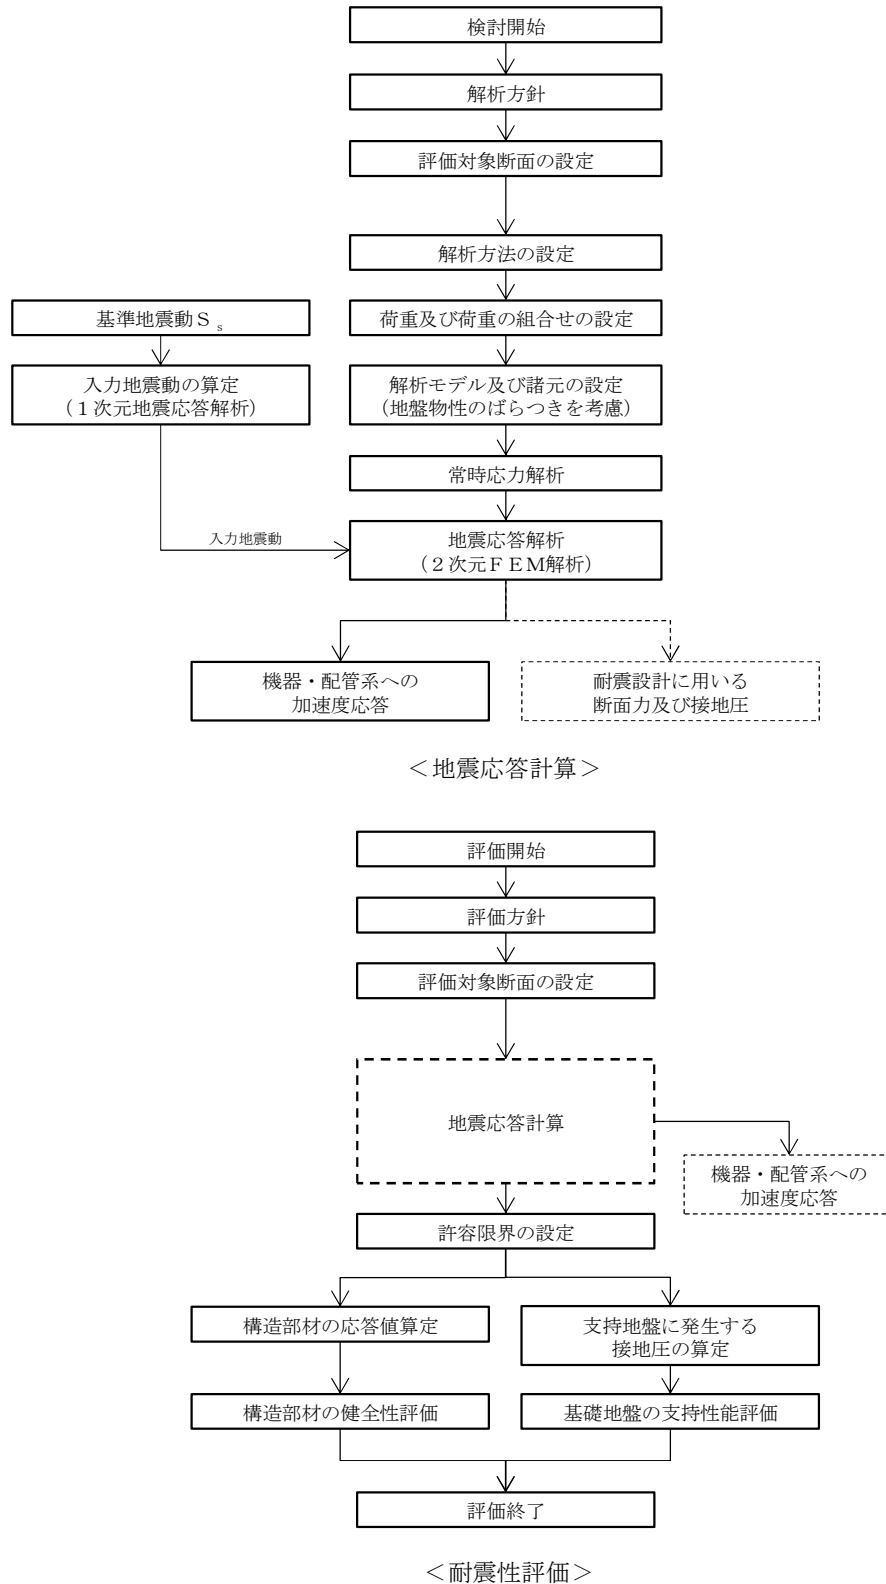 検討開始
解析方針
評価対象断面の設定
解析方法の設定
基準地震動Ss
荷重及び荷重の組合せの設定
入力地震動の算定
（１次元地震応答解析）
解析モデル及び諸元の設定
（地盤物性のばらつきを考慮）
常時応力解析
入力地震動
地震応答解析
（２次元ＦＥＭ解析）
機器・配管系への
加速度応答
耐震設計に用いる
断面力及び接地圧
＜地震応答計算＞
評価開始
評価方針
評価対象断面の設定
地震応答計算
機器・配管系への
加速度応答
許容限界の設定
構造部材の応答値算定
支持地盤に発生する
接地圧の算定
構造部材の健全性評価
基礎地盤の支持性能評価
評価終了
＜耐震性評価＞